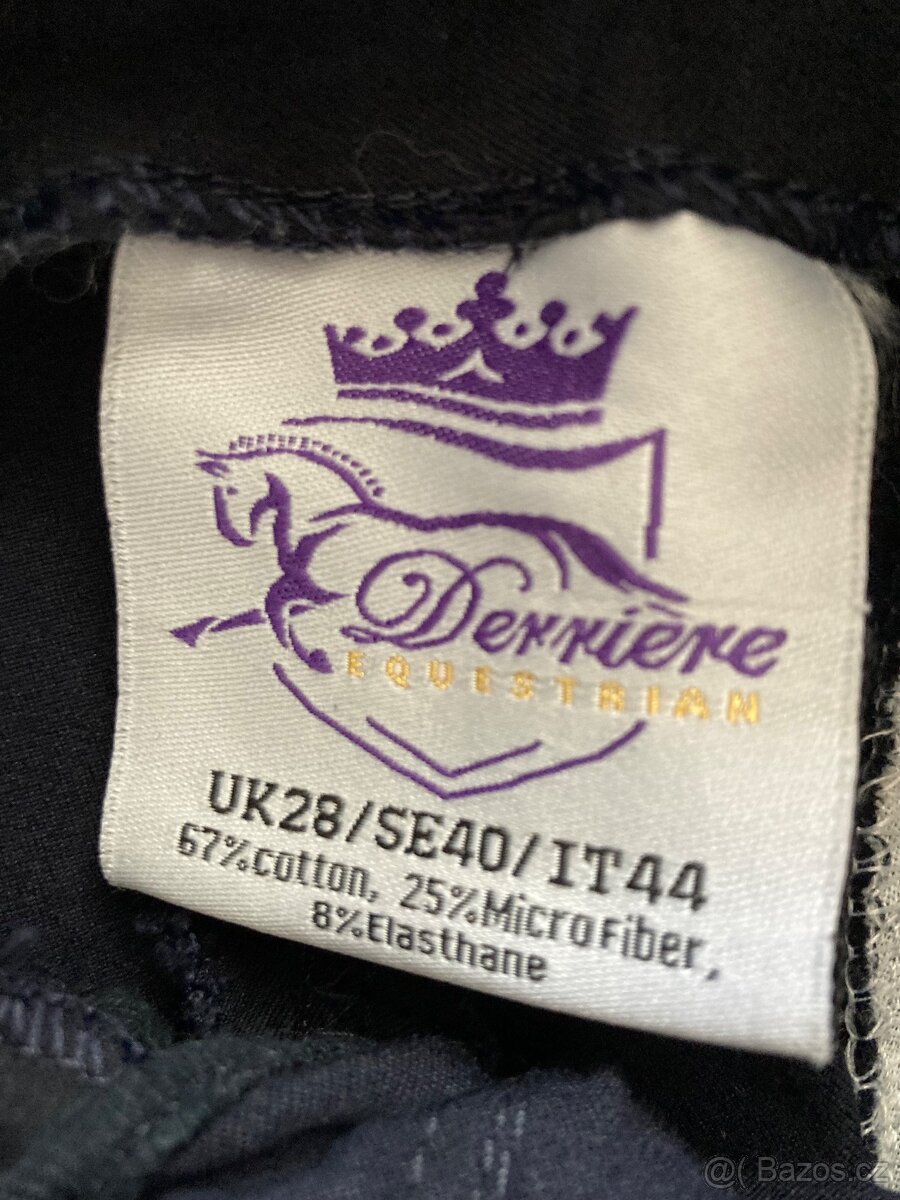 Derrière
EQUESTRIAN
UK28/SE40/IT44
67%cotton, 25%Microfiber,
8%Elasthane
@( Bazos.cz